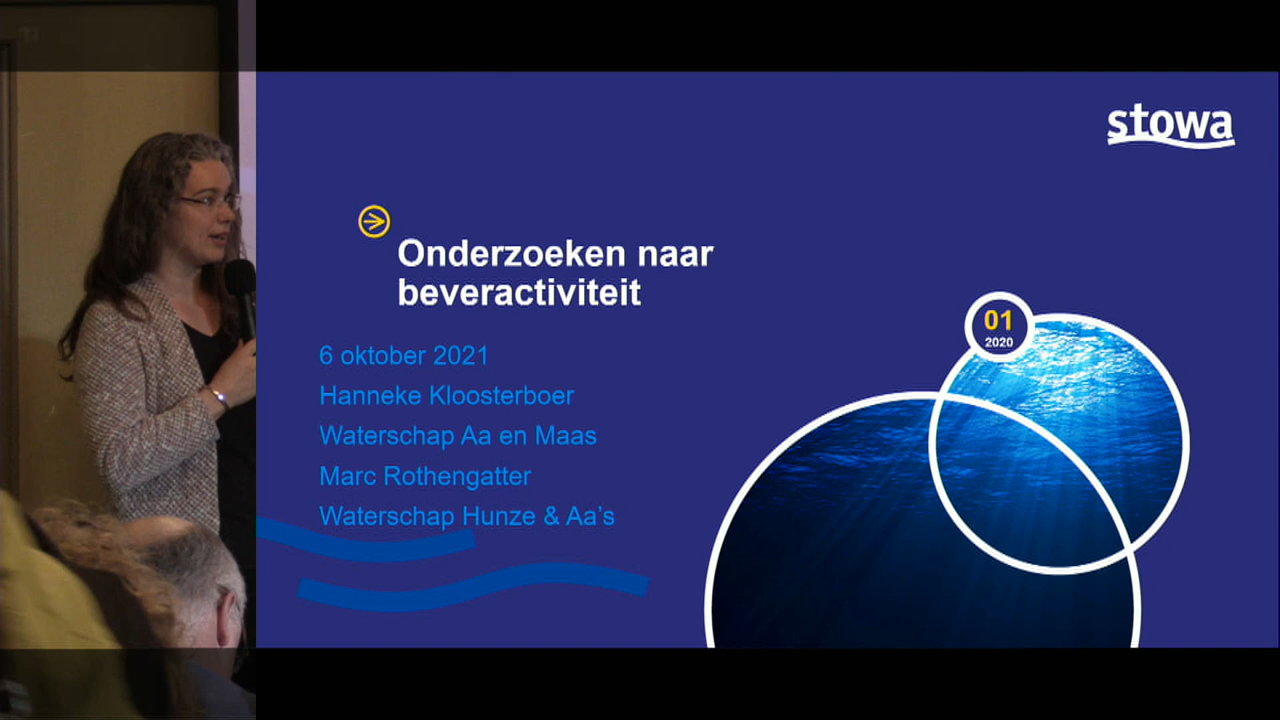 stowa
Onderzoeken naar
beveractiviteit
01
2020
6 oktober 2021
Hanneke Kloosterboer
Waterschap Aa en Maas
Marc Rothengatter
Waterschap Hunze & Aa's